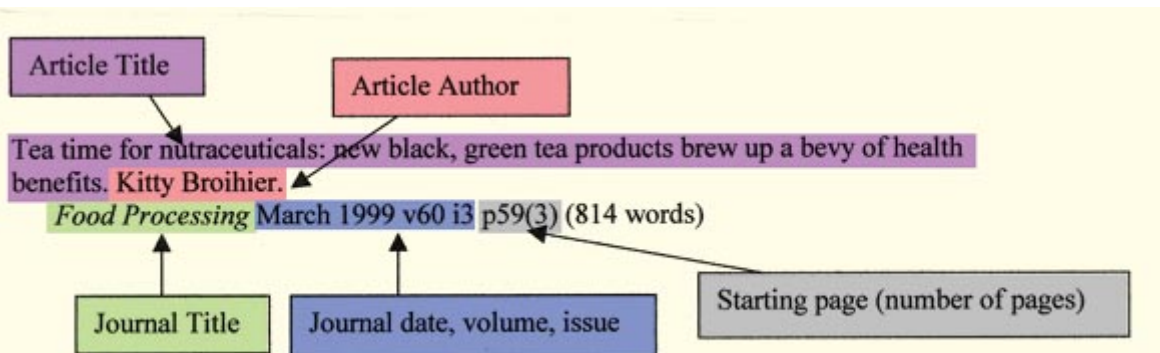 Article Title
Article Author
Tea time for nutraceuticals: new black, green tea products brew up a bevy of health
benefits. Kitty Broihier.
Food Processing March 1999 v60 i3 p59(3) (814 words)
Starting page (number of pages)
Journal Title
Journal date, volume, issue